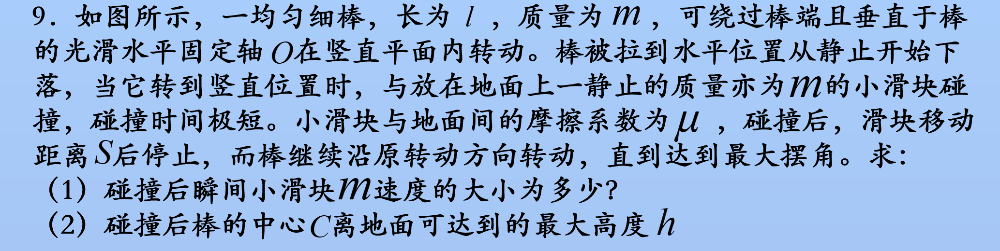 9. 如图所示，一均匀细棒，长为 l ，质量为 m ，可绕过棒端且垂直于棒
的光滑水平固定轴O在竖直平面内转动。棒被拉到水平位置从静止开始下
落，当它转到竖直位置时，与放在地面上一静止的质量亦为m的小滑块碰
撞，碰撞时间极短。小滑块与地面间的摩擦系数为μ ，碰撞后，滑块移动
距离S后停止，而棒继续沿原转动方向转动，直到达到最大摆角。求：
（1）碰撞后瞬间小滑块m速度的大小为多少?
（2）碰撞后棒的中心C离地面可达到的最大高度 h